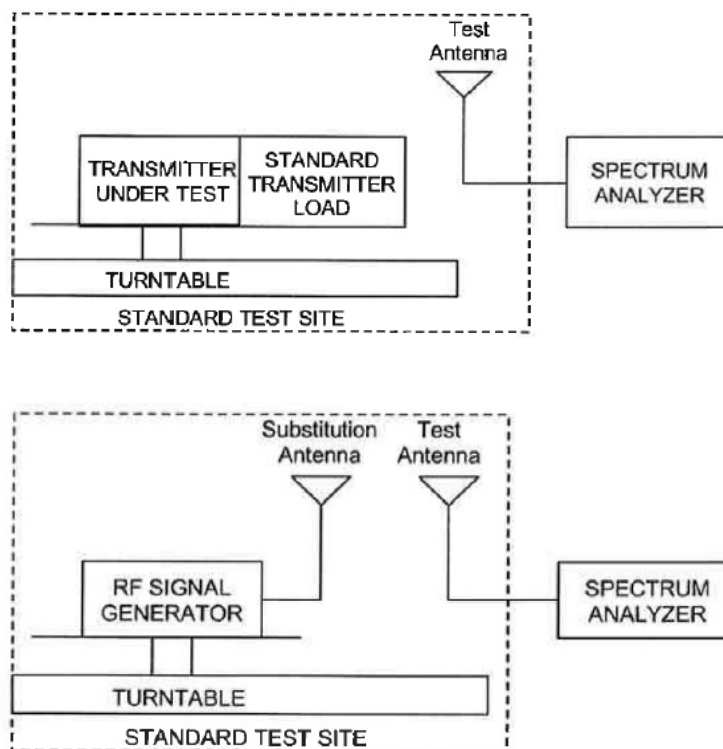 Test
Antenna
TRANSMITTER
UNDER TEST
STANDARD
TRANSMITTER
LOAD
SPECTRUM
ANALYZER
TURNTABLE
STANDARD TEST SITE
Substitution
Antenna
Test
Antenna
RF SIGNAL
GENERATOR
SPECTRUM
ANALYZER
TURNTABLE
STANDARD TEST SITE